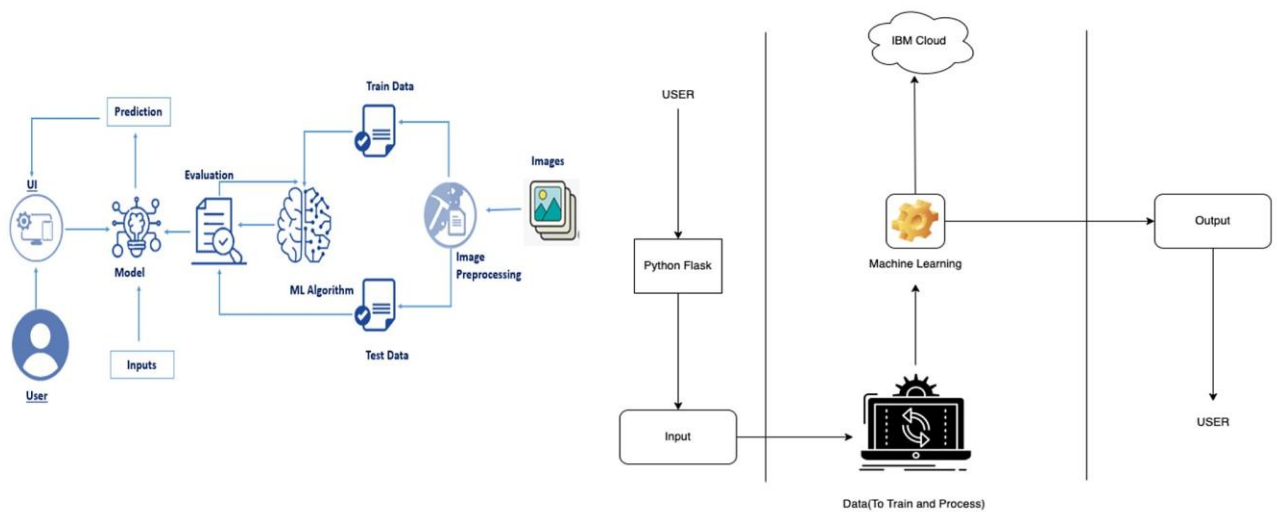 Train Data
Prediction
Images
Evaluation
UI
Image
Preprocessing
Model
ML Algorithm
Inputs
Test Data
User
IBM Cloud
USER
Output
Python Flask
Machine Learning
Input
USER
Data(To Train and Process)